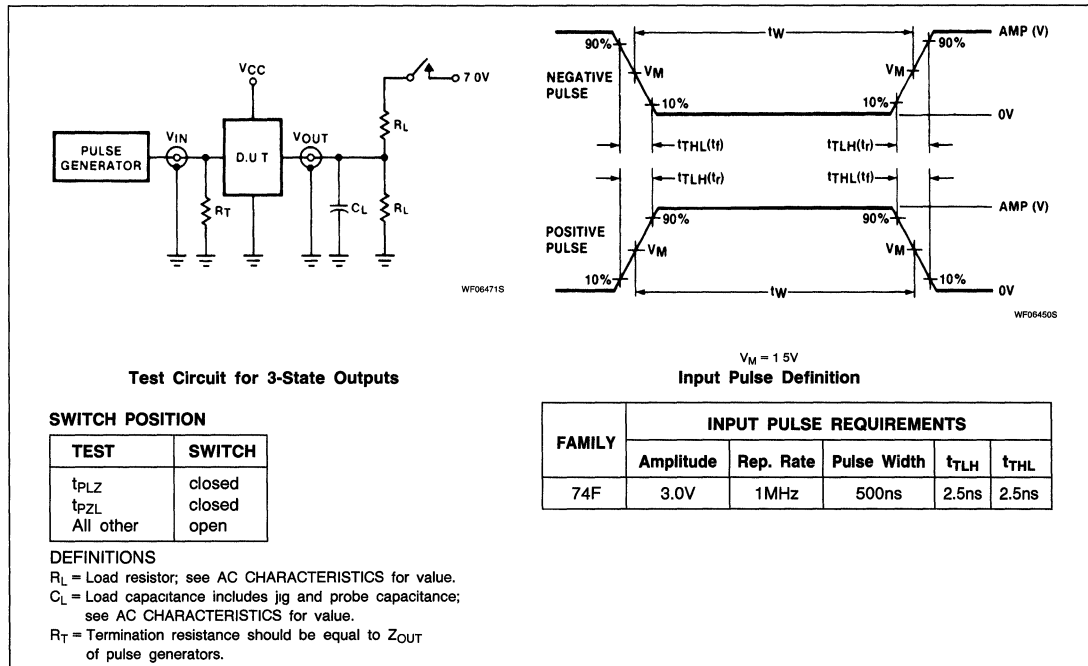 VCC
7 0V
RL
PULSE GENERATOR
VIN
D.U T
VOUT
RT
CL
RL
WF06471S
Test Circuit for 3-State Outputs
tW
AMP (V)
90%
90%
NEGATIVE PULSE
VM
VM
10%
10%
0V
tTHL(tf)
tTLH(tr)
tTLH(tr)
tTHL(tf)
AMP (V)
90%
90%
POSITIVE PULSE
VM
VM
10%
10%
tW
0V
WF06450S
VM = 1 5V
Input Pulse Definition
SWITCH POSITION
TEST SWITCH
tPLZ closed
tPZL closed
All other open
FAMILY INPUT PULSE REQUIREMENTS
Amplitude Rep. Rate Pulse Width tTLH tTHL
74F 3.0V 1MHz 500ns 2.5ns 2.5ns
DEFINITIONS
RL = Load resistor; see AC CHARACTERISTICS for value.
CL = Load capacitance includes jig and probe capacitance;
see AC CHARACTERISTICS for value.
RT = Termination resistance should be equal to ZOUT
of pulse generators.